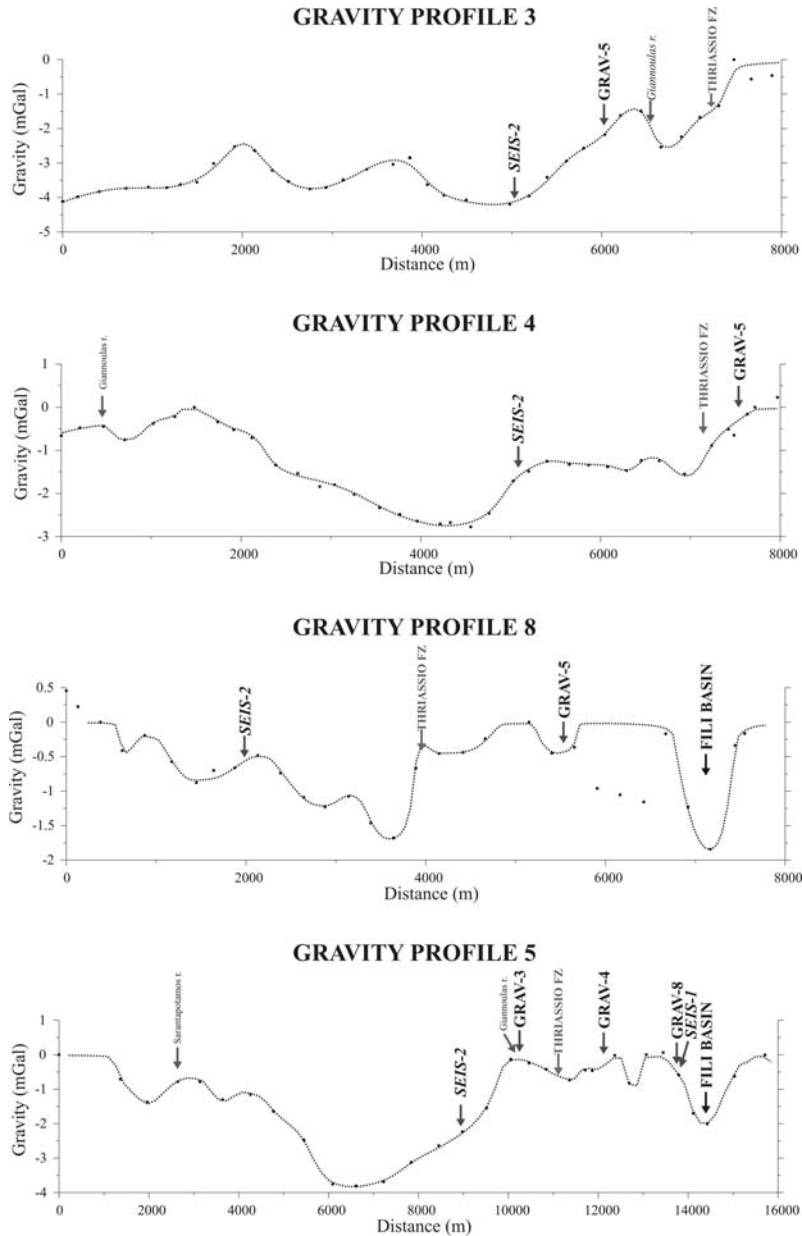 GRAVITY PROFILE 3
THRIASSIO FZ
Giannoulas r.
GRAV-5
SEIS-2
Gravity (mGal)
0
-1
-2
-3
-4
-5
0 2000 4000 6000 8000
Distance (m)
GRAVITY PROFILE 4
Giannoulas r.
SEIS-2
THRIASSIO FZ
GRAV-5
Gravity (mGal)
1
0
-1
-2
-3
0 2000 4000 6000 8000
Distance (m)
GRAVITY PROFILE 8
SEIS-2
THRIASSIO FZ
GRAV-5
FILI BASIN
Gravity (mGal)
0.5
0
-0.5
-1
-1.5
-2
0 2000 4000 6000 8000
Distance (m)
GRAVITY PROFILE 5
Sarantapotamos r.
SEIS-2
Giannoulas r.
GRAV-3
THRIASSIO FZ
GRAV-4
GRAV-8
SEIS-1
FILI BASIN
Gravity (mGal)
1
0
-1
-2
-3
-4
0 2000 4000 6000 8000 10000 12000 14000 16000
Distance (m)